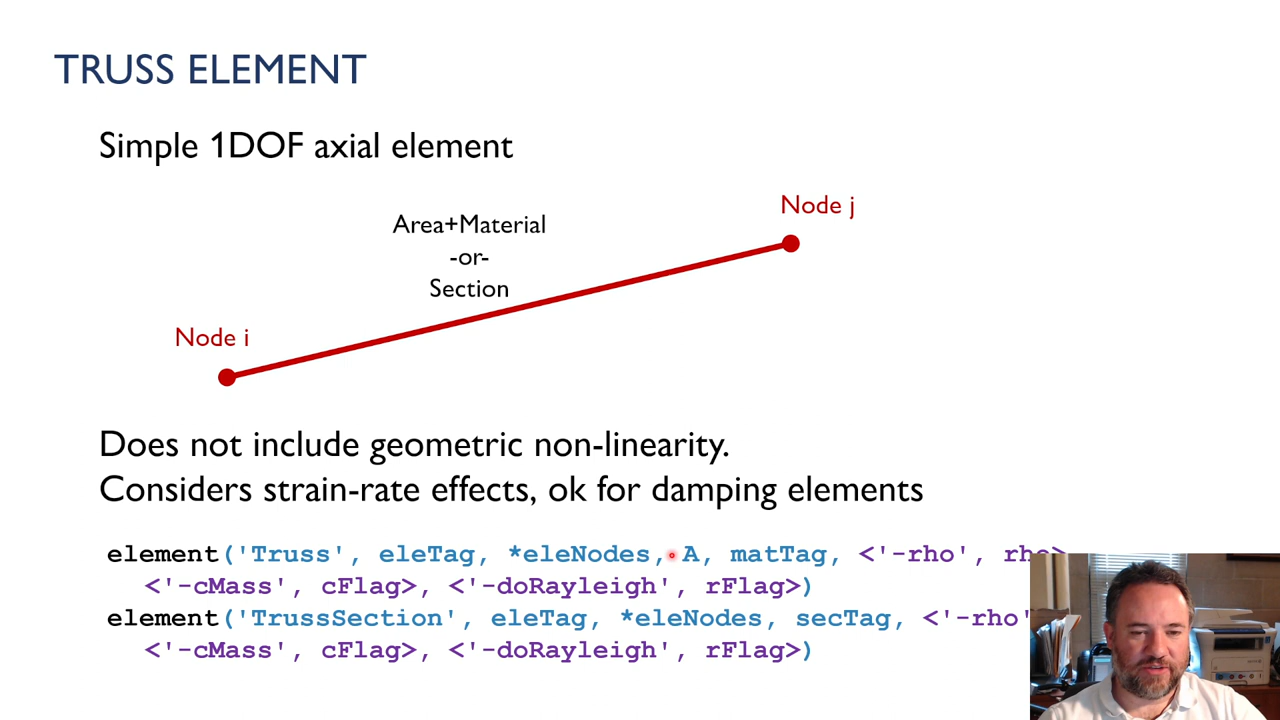 TRUSS ELEMENT
Simple 1DOF axial element
Node j
Area+Material
-or-
Section
Node i
Does not include geometric non-linearity.
Considers strain-rate effects, ok for damping elements
element('Truss', eleTag, *eleNodes, A, matTag, <'-rho', rho>
<'-cMass', cFlag>, <'-doRayleigh', rFlag>)
element('TrussSection', eleTag, *eleNodes, secTag, <'-rho'
<'-cMass', cFlag>, <'-doRayleigh', rFlag>)